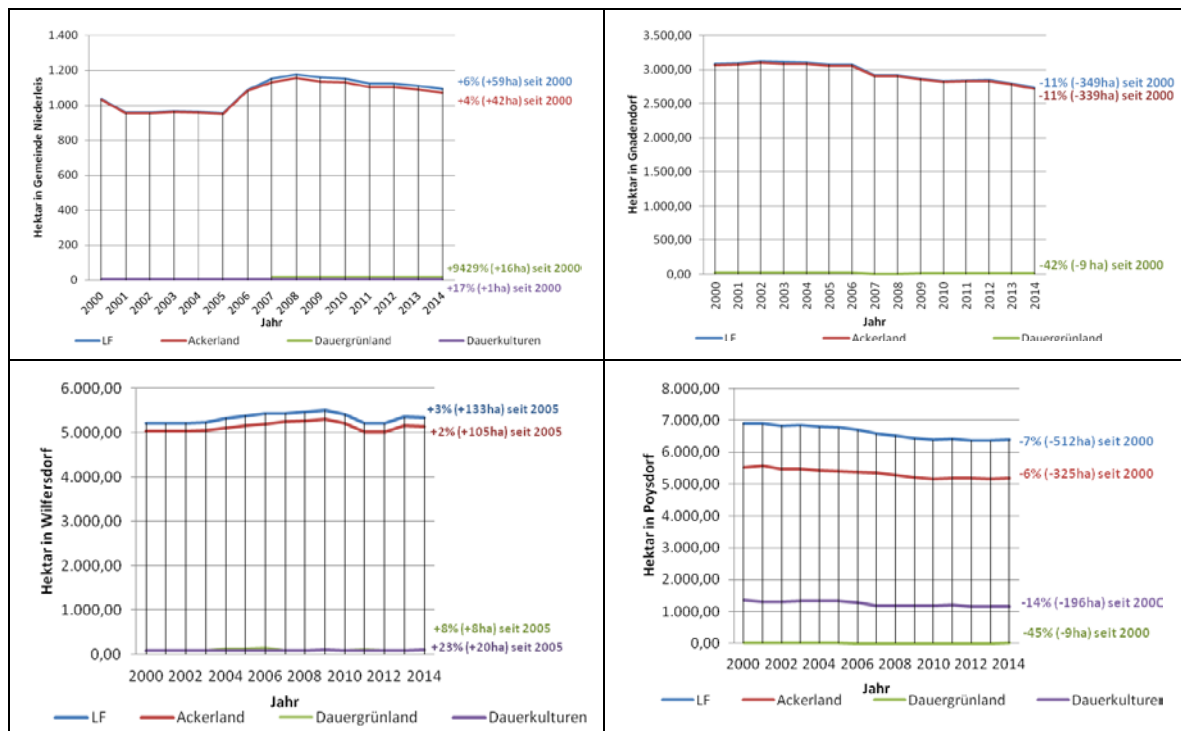 1.400
1.200
1.000
800
600
400
200
0
Hektar in Gemeinde Niederleis
+6% (+59ha) seit 2000
+4% (+42ha) seit 2000
+9429% (+16ha) seit 2000
+17% (+1ha) seit 2000
2000 2001 2002 2003 2004 2005 2006 2007 2008 2009 2010 2011 2012 2013 2014
Jahr
LF Ackerland Dauergrünland Dauerkulturen
3.500,00
3.000,00
2.500,00
2.000,00
1.500,00
1.000,00
500,00
0,00
Hektar in Gnadendorf
-11% (-349ha) seit 2000
-11% (-339ha) seit 2000
-42% (-9 ha) seit 2000
2000 2001 2002 2003 2004 2005 2006 2007 2008 2009 2010 2011 2012 2013 2014
Jahr
LF Ackerland Dauergrünland
6.000,00
5.000,00
4.000,00
3.000,00
2.000,00
1.000,00
0,00
Hektar in Wilfersdorf
+3% (+133ha) seit 2005
+2% (+105ha) seit 2005
+8% (+8ha) seit 2005
+23% (+20ha) seit 2005
2000 2002 2004 2006 2008 2010 2012 2014
Jahr
LF Ackerland Dauergrünland Dauerkulturen
8.000,00
7.000,00
6.000,00
5.000,00
4.000,00
3.000,00
2.000,00
1.000,00
0,00
Hektar in Poysdorf
-7% (-512ha) seit 2000
-6% (-325ha) seit 2000
-14% (-196ha) seit 200C
-45% (-9ha) seit 2000
2000 2002 2004 2006 2008 2010 2012 2014
Jahr
LF Ackerland Dauergrünland Dauerkulturen